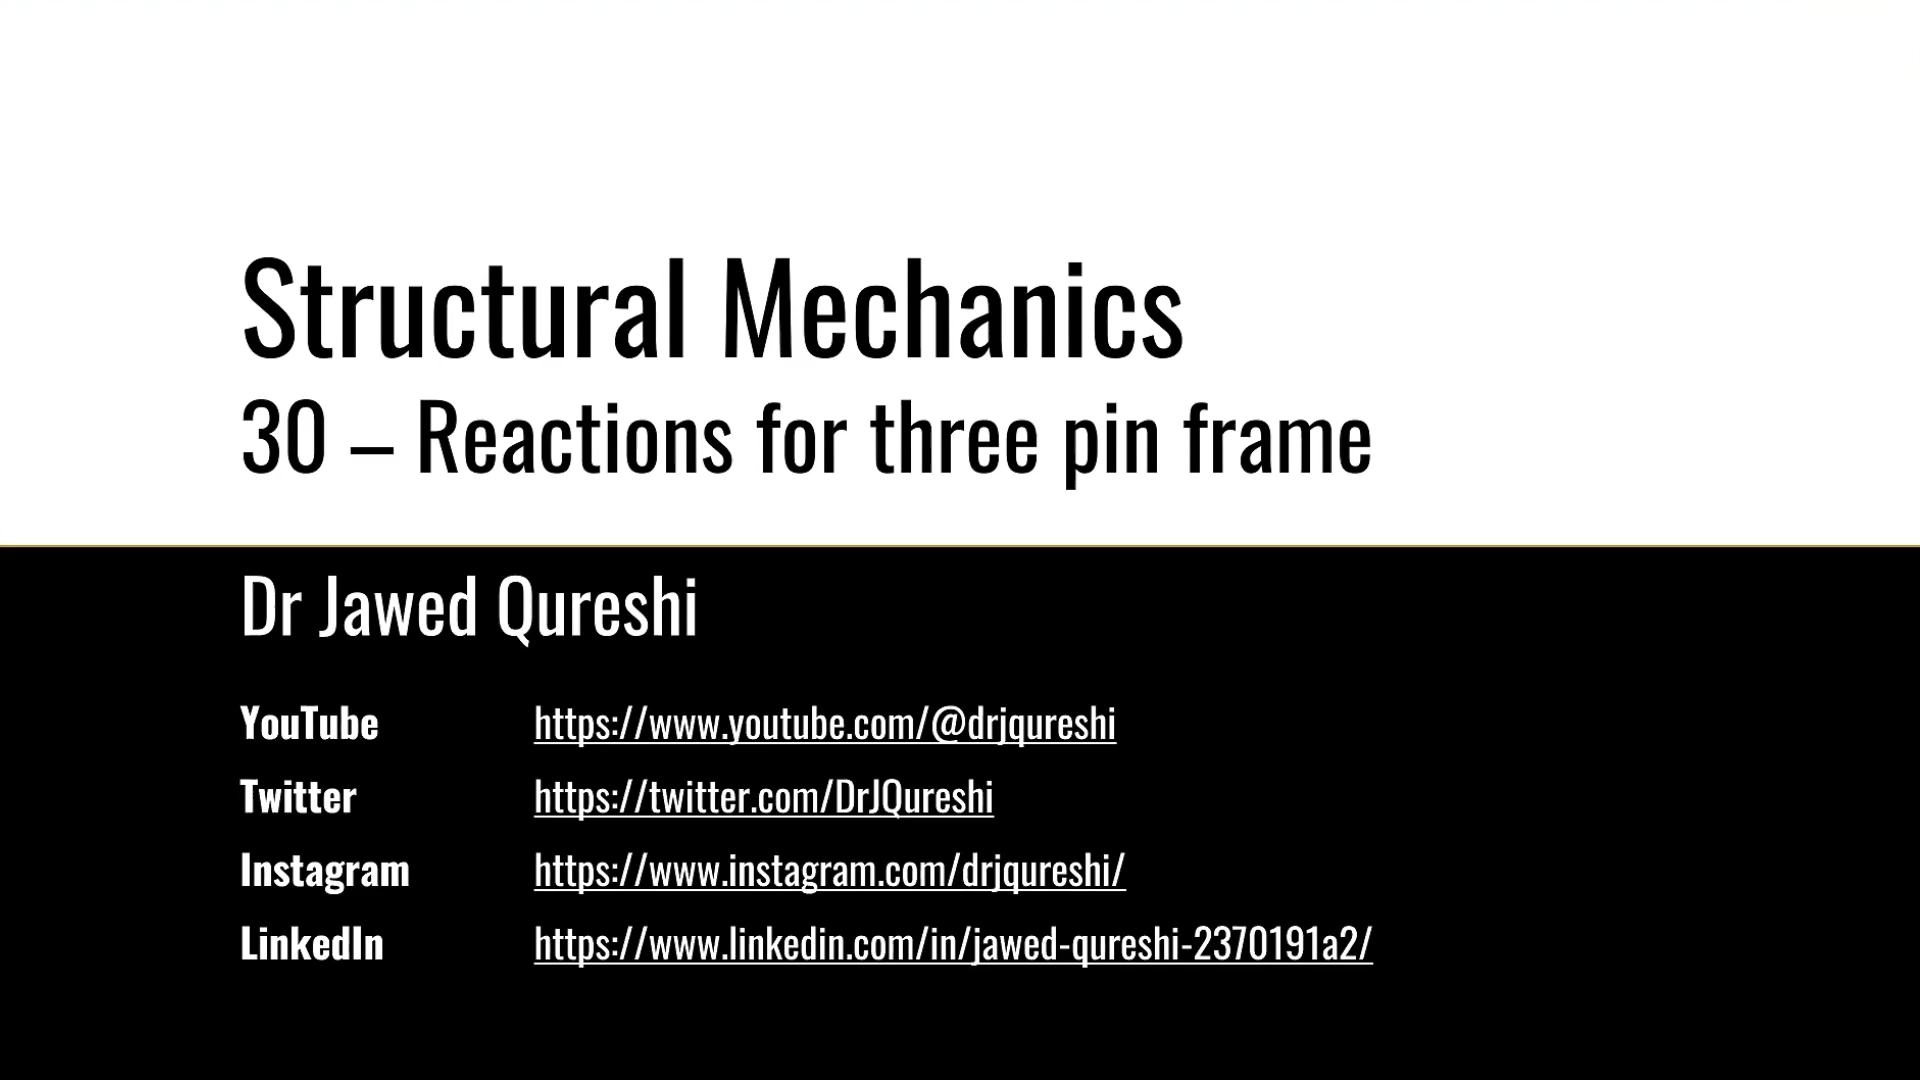 Structural Mechanics
30 – Reactions for three pin frame
Dr Jawed Qureshi
YouTube https://www.youtube.com/@drjqureshi
Twitter https://twitter.com/DrJQureshi
Instagram https://www.instagram.com/drjqureshi/
LinkedIn https://www.linkedin.com/in/jawed-qureshi-2370191a2/